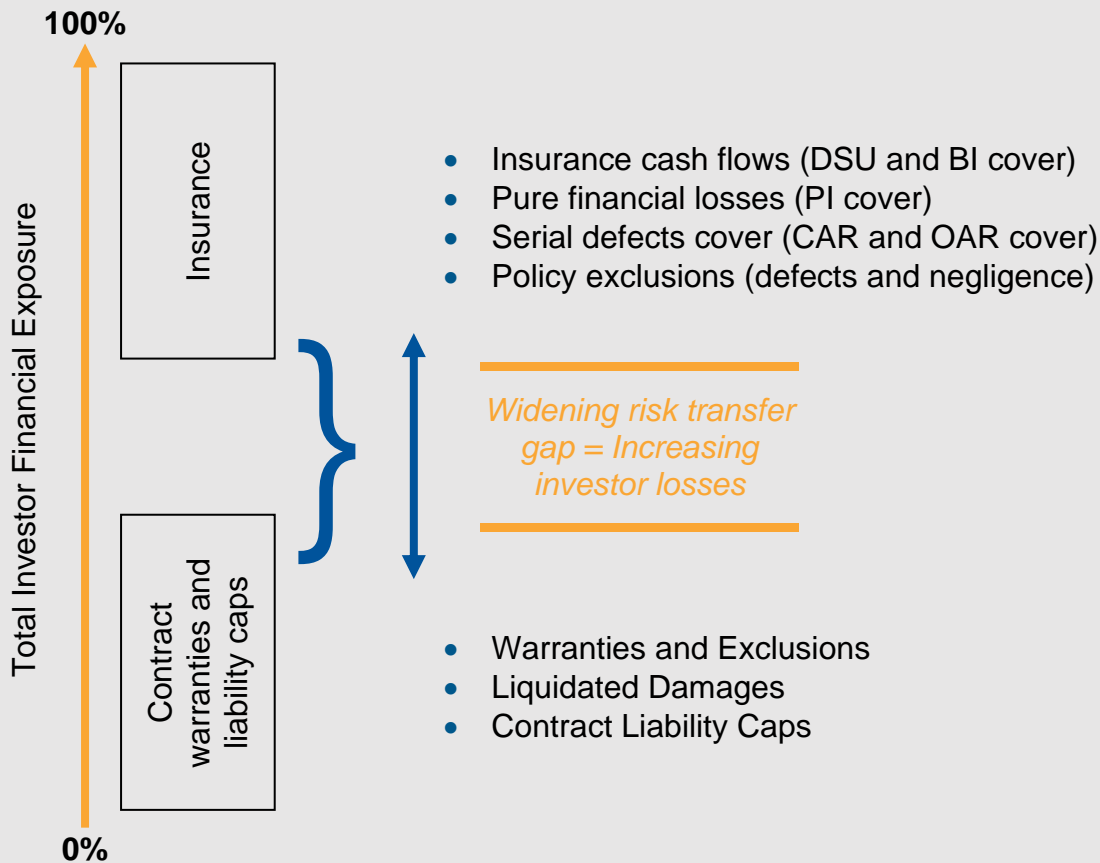 100%
Total Investor Financial Exposure
Insurance
• Insurance cash flows (DSU and BI cover)
• Pure financial losses (PI cover)
• Serial defects cover (CAR and OAR cover)
• Policy exclusions (defects and negligence)
Widening risk transfer
gap = Increasing
investor losses
Contract
warranties and
liability caps
• Warranties and Exclusions
• Liquidated Damages
• Contract Liability Caps
0%